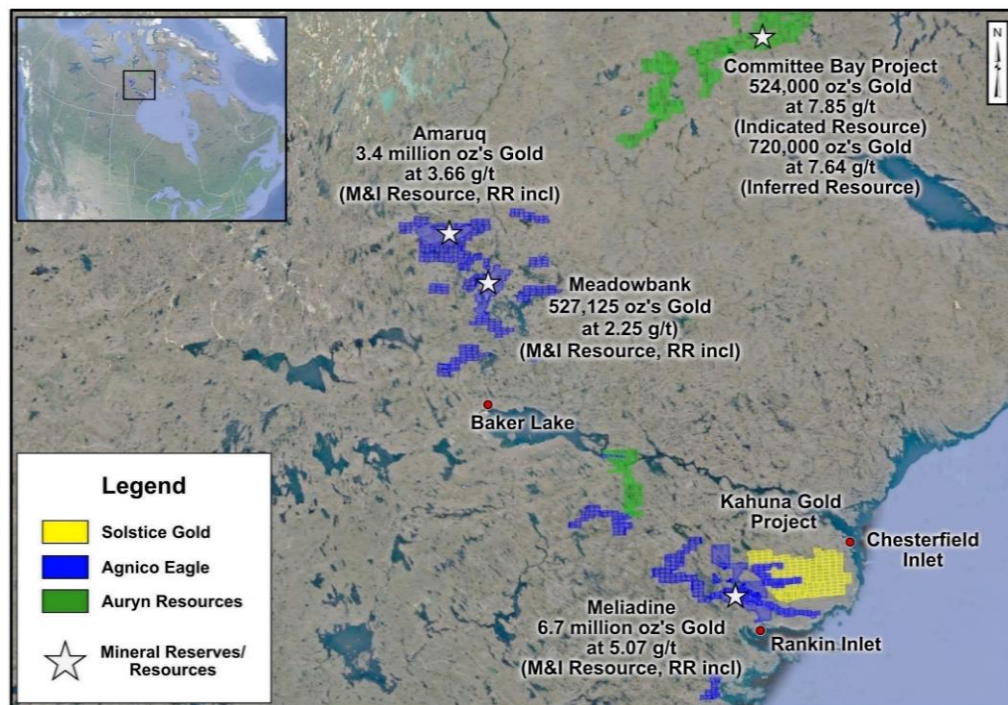 N
Committee Bay Project
524,000 oz's Gold
at 7.85 g/t
(Indicated Resource)
720,000 oz's Gold
at 7.64 g/t
(Inferred Resource)
Amaruq
3.4 million oz's Gold
at 3.66 g/t
(M&I Resource, RR incl)
Meadowbank
527,125 oz's Gold
at 2.25 g/t)
(M&I Resource, RR incl)
Baker Lake
Kahuna Gold
Project
Chesterfield
Inlet
Meliadine
6.7 million oz's Gold
at 5.07 g/t
(M&I Resource, RR incl)
Rankin Inlet
Legend
Solstice Gold
Agnico Eagle
Auryn Resources
Mineral Reserves/
Resources